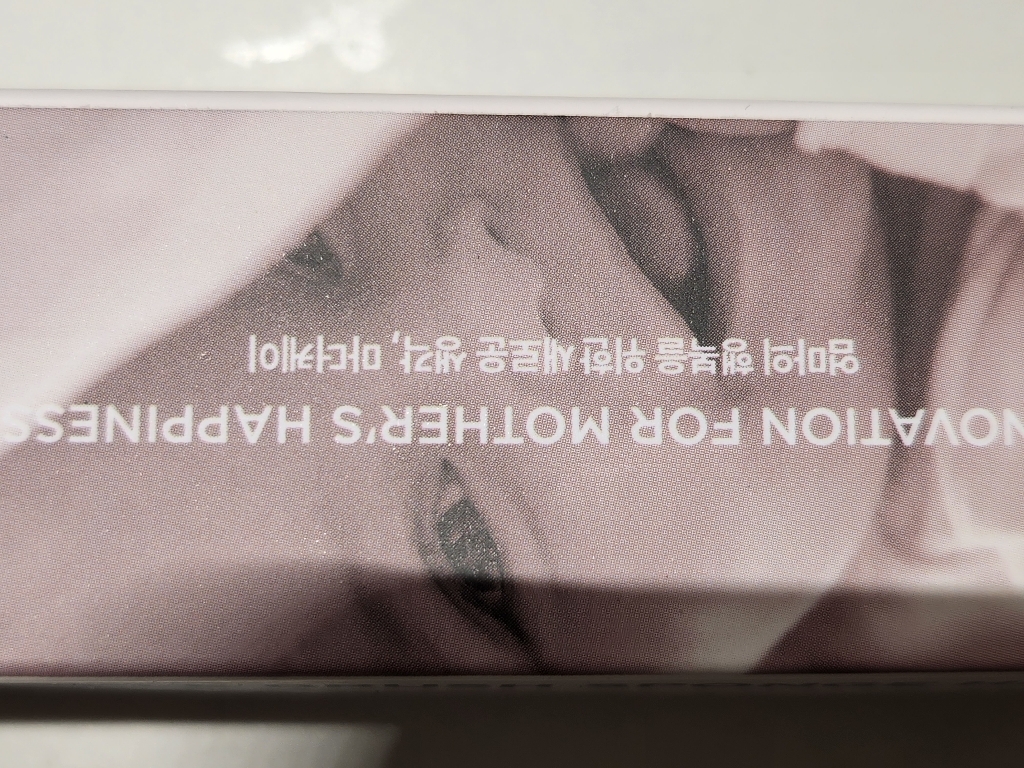 NOVATION FOR MOTHER'S HAPPINESS
엄마의 행복을 위한 새로운 생각, 마더케이